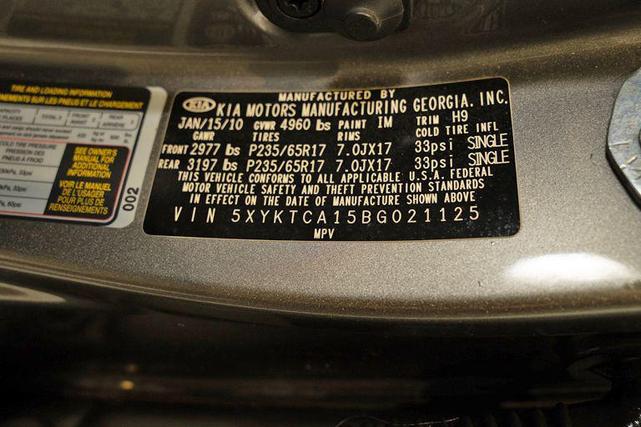 TIRE AND LOADING INFORMATION
SEE OWNER'S
MANUAL FOR
ADDITIONAL
INFORMATION
VOIR LE MANUEL
DE L'USAGER
POUR PLUS DE
RENSEIGNEMENTS
002
MANUFACTURED BY
KIA KIA MOTORS MANUFACTURING GEORGIA. INC.
JAN/15/10 GVWR 4960 lbs PAINT IM TRIM H9
GAWR TIRES RIMS COLD TIRE INFL
FRONT 2977 lbs P235/65R17 7.0JX17 33psi SINGLE
REAR 3197 lbs P235/65R17 7.0JX17 33psi SINGLE
THIS VEHICLE CONFORMS TO ALL APPLICABLE U.S.A. FEDERAL
MOTOR VEHICLE SAFETY AND THEFT PREVENTION STANDARDS
IN EFFECT ON THE DATE OF MANUFACTURE SHOWN ABOVE
VIN 5XYKTCA15BG021125
MPV